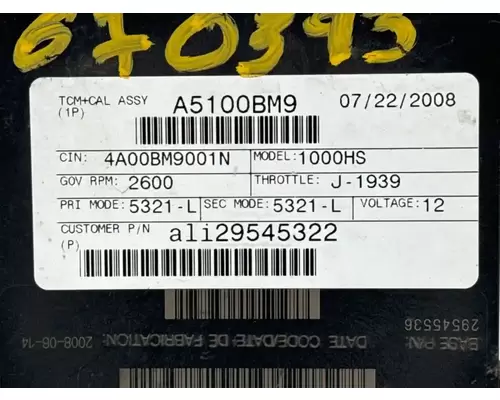 670393
TCM+CAL ASSY A5100BM9 07/22/2008
(1P)
CIN: 4A00BM9001N MODEL: 1000HS
GOV RPM: 2600 THROTTLE: J-1939
PRI MODE: 5321-L SEC MODE: 5321-L VOLTAGE: 12
CUSTOMER P/N ali29545322
(P)
BASE P/N: 29545536
DATE CODE/DATE DE FABRICATION: 2008-06-14